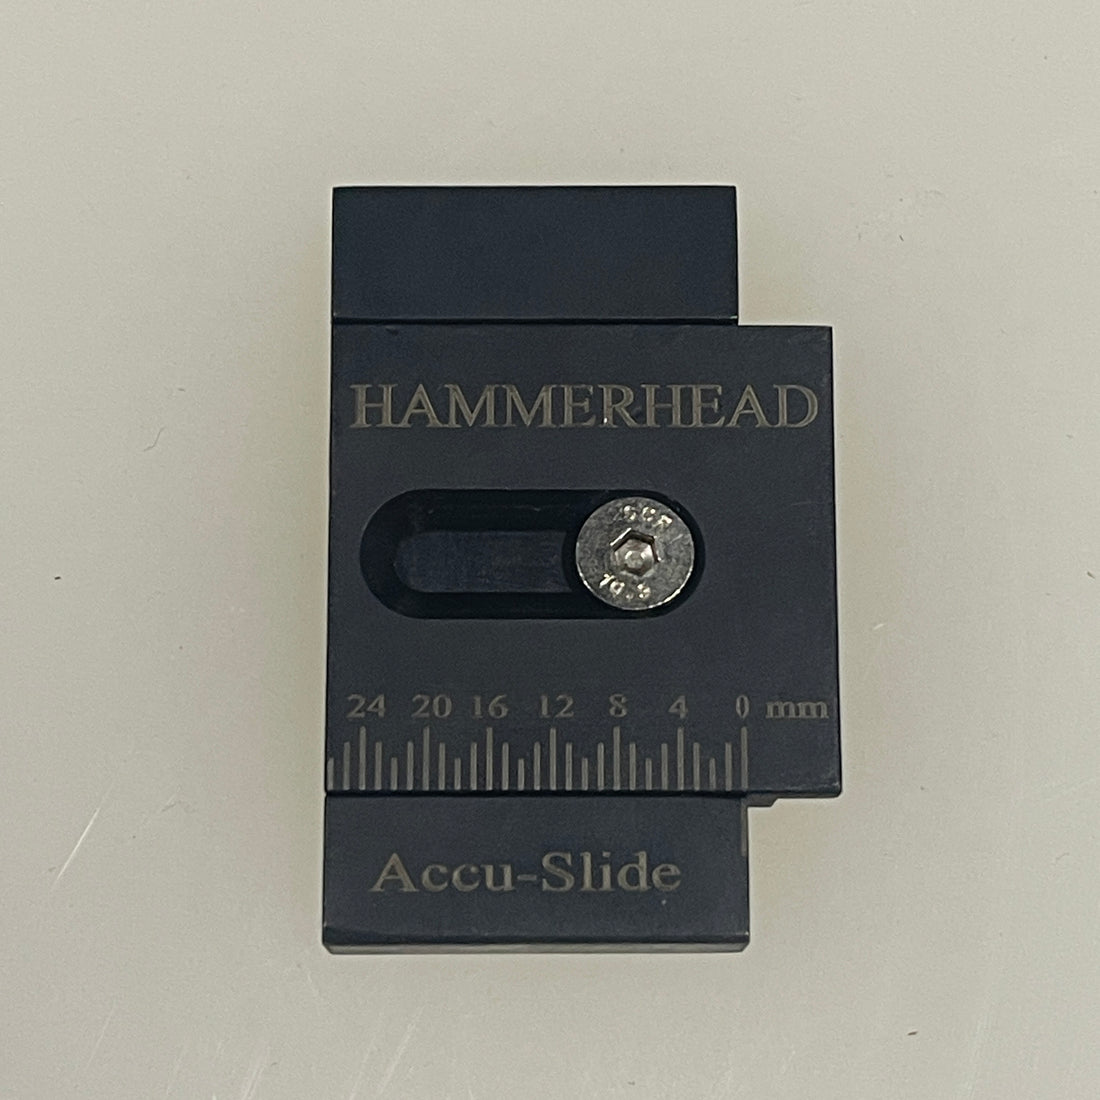 HAMMERHEAD
24 20 16 12 8 4 0 mm
Accu-Slide